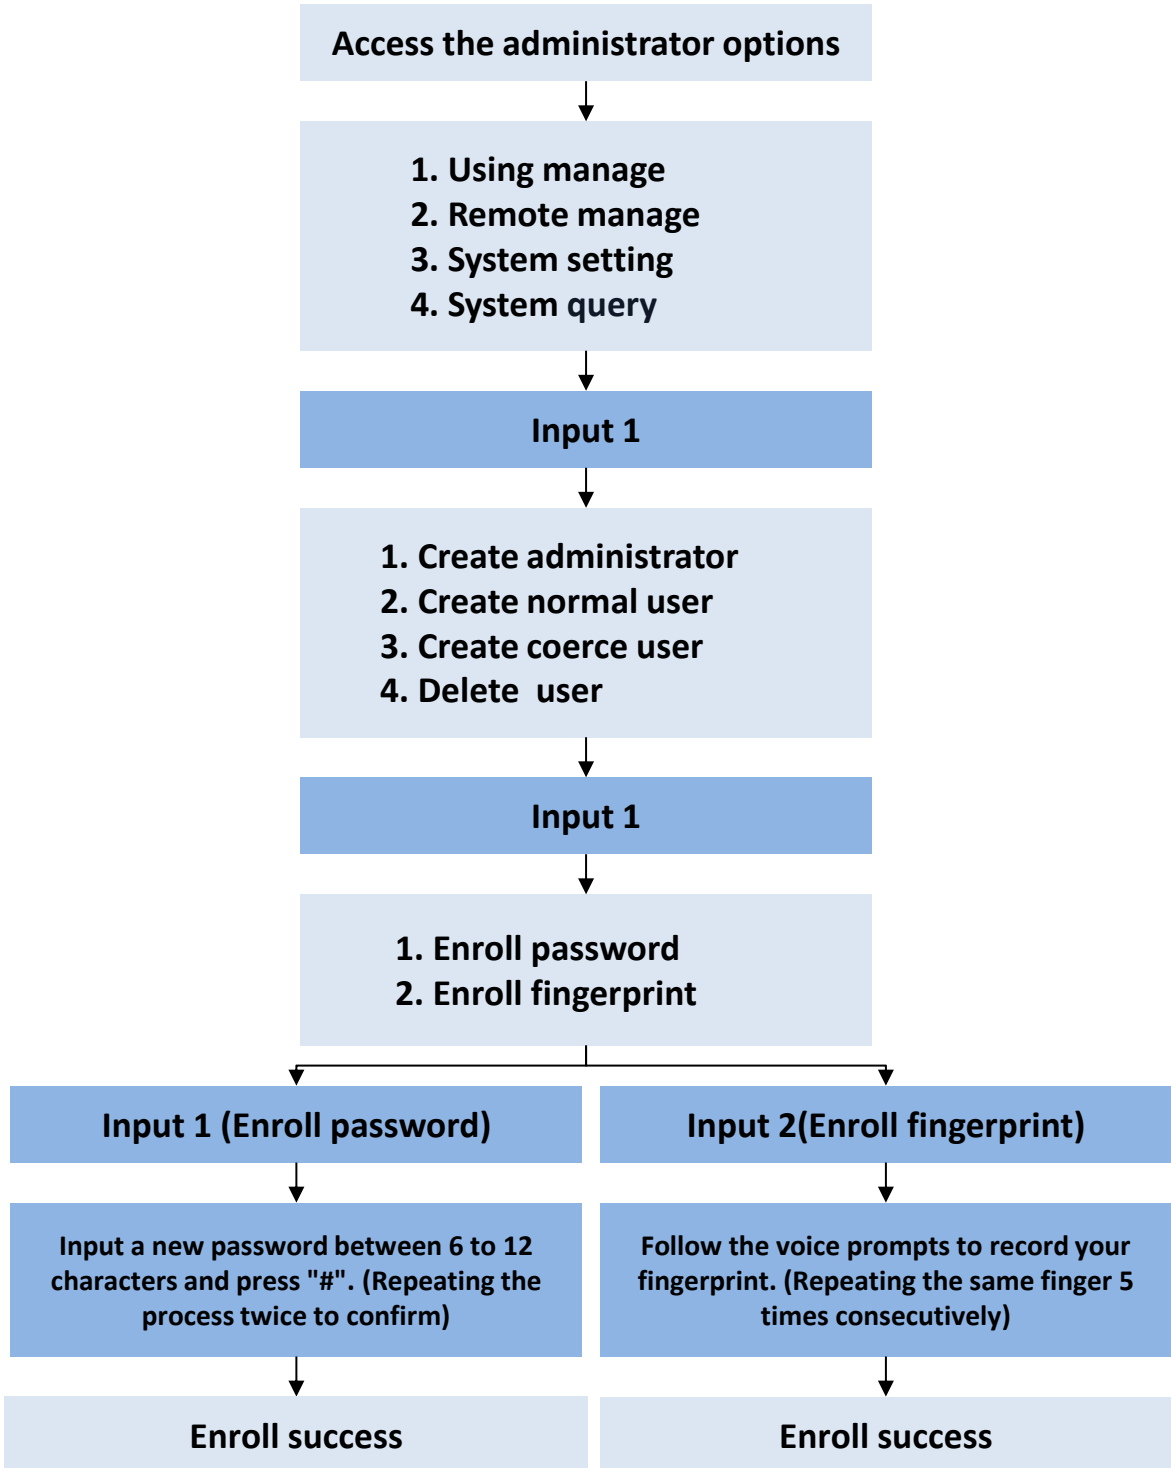 Access the administrator options
1. Using manage
2. Remote manage
3. System setting
4. System query
Input 1
1. Create administrator
2. Create normal user
3. Create coerce user
4. Delete  user
Input 1
1. Enroll password
2. Enroll fingerprint
Input 1 (Enroll password)
Input 2(Enroll fingerprint)
Input a new password between 6 to 12
characters and press "#". (Repeating the
process twice to confirm)
Follow the voice prompts to record your
fingerprint. (Repeating the same finger 5
times consecutively)
Enroll success
Enroll success